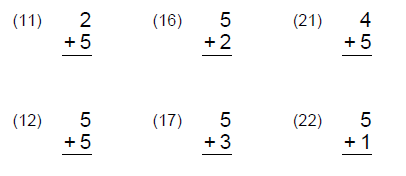 (11) 2 (16) 5 (21) 4
+ 5 + 2 + 5
(12) 5 (17) 5 (22) 5
+ 5 + 3 + 1